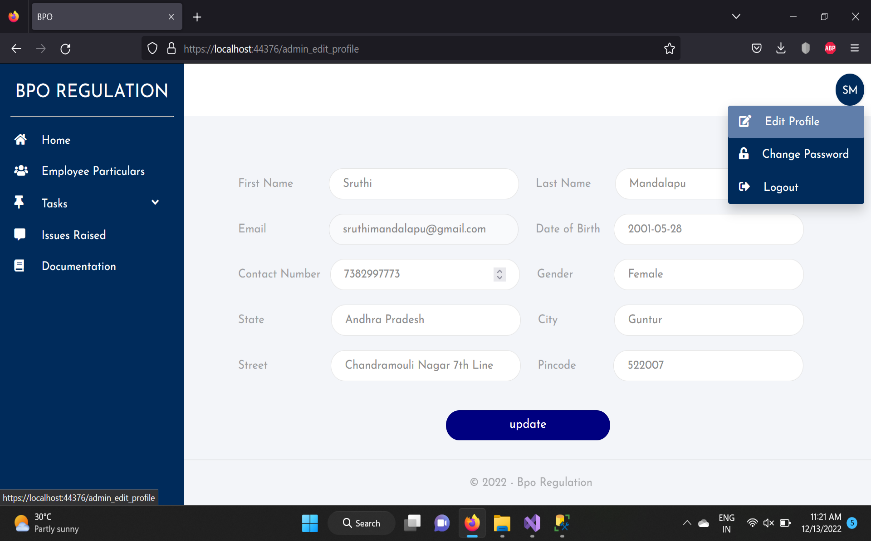 BPO
https://localhost:44376/admin_edit_profile
ABP
BPO REGULATION
SM
Home
Employee Particulars
Tasks
Issues Raised
Documentation
Edit Profile
Change Password
Logout
First Name Sruthi Last Name Mandalapu
Email sruthimandalapu@gmail.com Date of Birth 2001-05-28
Contact Number 7382997773 Gender Female
State Andhra Pradesh City Guntur
Street Chandramouli Nagar 7th Line Pincode 522007
update
© 2022 - Bpo Regulation
https://localhost:44376/admin_edit_profile
30°C
Partly sunny
Search
ENG
IN
11:21 AM
12/13/2022
5